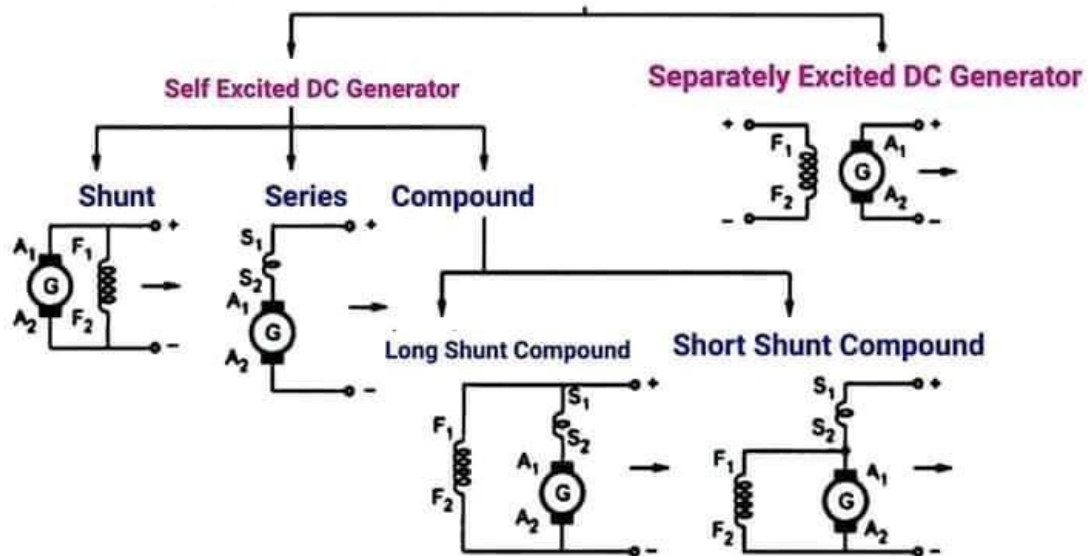 Self Excited DC Generator
Separately Excited DC Generator
+
F₁
F₂
−
A₁
G
A₂
+
−
Shunt
Series
Compound
A₁
G
A₂
F₁
F₂
+
−
S₁
S₂
A₁
G
A₂
+
−
Long Shunt Compound
Short Shunt Compound
F₁
F₂
S₁
S₂
A₁
G
A₂
+
−
S₁
S₂
F₁
F₂
A₁
G
A₂
+
−